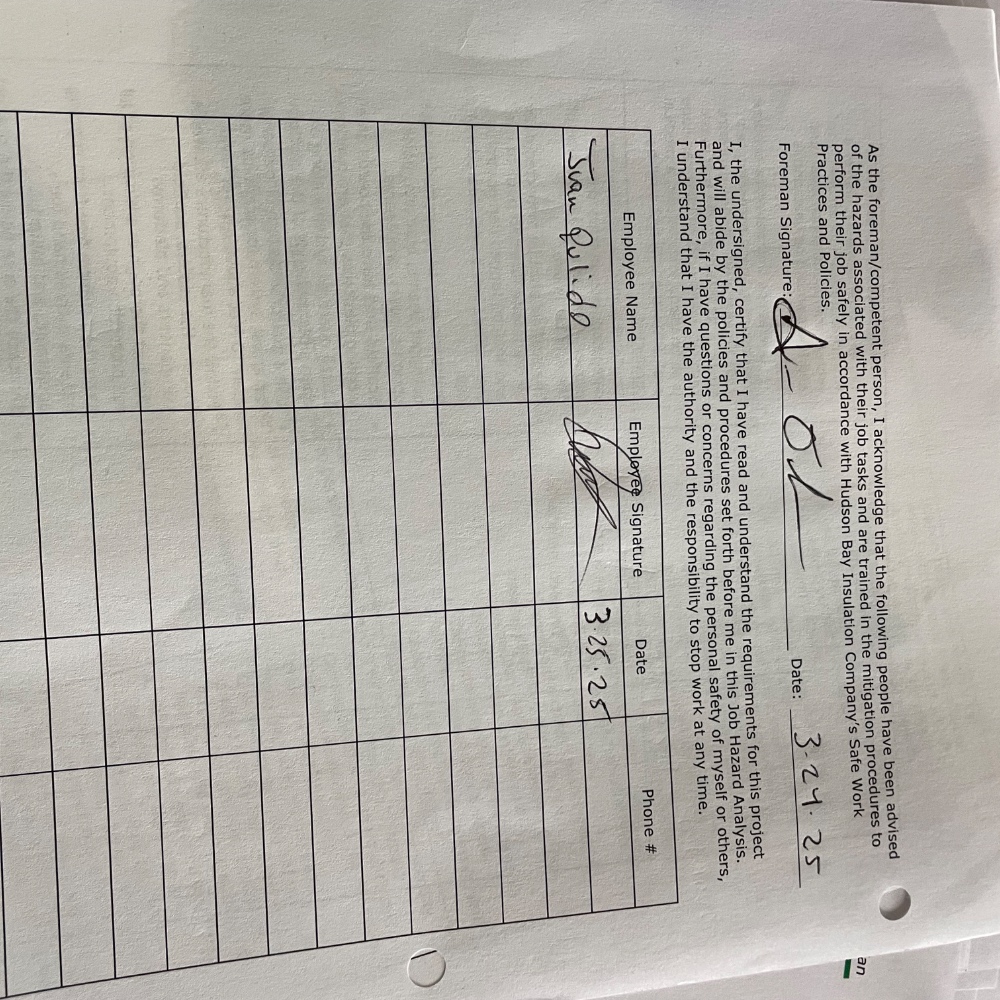 As the foreman/competent person, I acknowledge that the following people have been advised
of the hazards associated with their job tasks and are trained in the mitigation procedures to
perform their job safely in accordance with Hudson Bay Insulation Company's Safe Work
Practices and Policies.
Foreman Signature: Date: 3-24-25
I, the undersigned, certify that I have read and understand the requirements for this project
and will abide by the policies and procedures set forth before me in this Job Hazard Analysis.
Furthermore, if I have questions or concerns regarding the personal safety of myself or others,
I understand that I have the authority and the responsibility to stop work at any time.
Employee Name Employee Signature Date Phone #
Juan Pulido 3.25.25
an